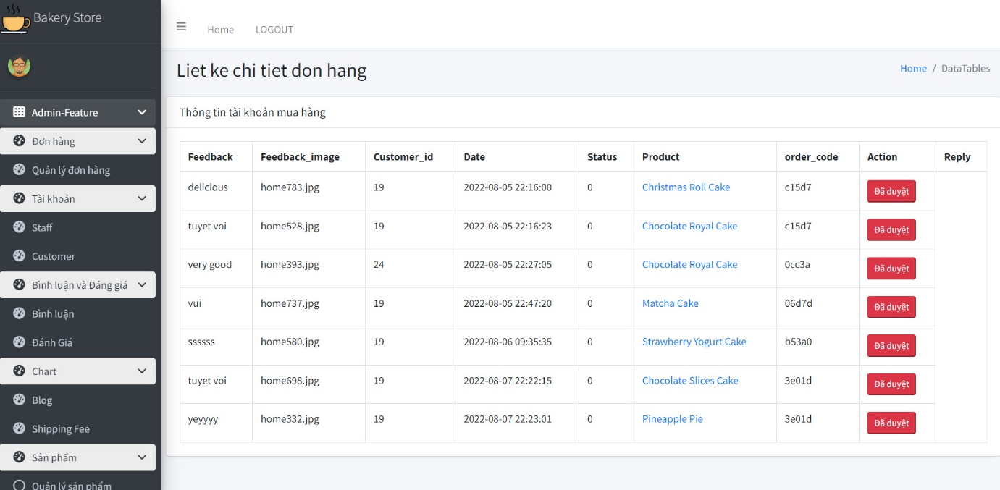 Bakery Store
Home LOGOUT
Liet ke chi tiet don hang
Home / DataTables
Admin-Feature
Đơn hàng
Quản lý đơn hàng
Tài khoản
Staff
Customer
Bình luận và Đáng giá
Bình luận
Đánh Giá
Chart
Blog
Shipping Fee
Sản phẩm
Quản lý sản phẩm
Thông tin tài khoản mua hàng
Feedback Feedback_image Customer_id Date Status Product order_code Action Reply
delicious home783.jpg 19 2022-08-05 22:16:00 0 Christmas Roll Cake c15d7 Đã duyệt
tuyet voi home528.jpg 19 2022-08-05 22:16:23 0 Chocolate Royal Cake c15d7 Đã duyệt
very good home393.jpg 24 2022-08-05 22:27:05 0 Chocolate Royal Cake 0cc3a Đã duyệt
vui home737.jpg 19 2022-08-05 22:47:20 0 Matcha Cake 06d7d Đã duyệt
ssssss home580.jpg 19 2022-08-06 09:35:35 0 Strawberry Yogurt Cake b53a0 Đã duyệt
tuyet voi home698.jpg 19 2022-08-07 22:22:15 0 Chocolate Slices Cake 3e01d Đã duyệt
yeyyyy home332.jpg 19 2022-08-07 22:23:01 0 Pineapple Pie 3e01d Đã duyệt